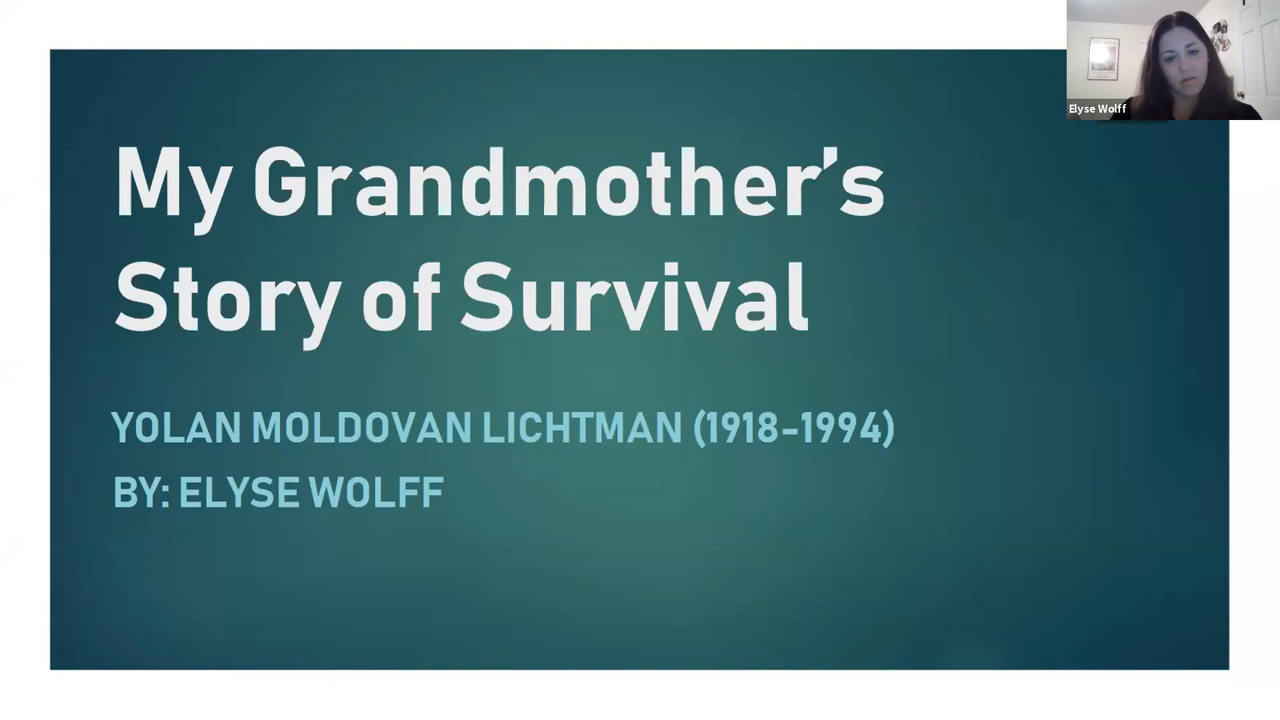 My Grandmother’s
Story of Survival
YOLAN MOLDOVAN LICHTMAN (1918-1994)
BY: ELYSE WOLFF
Elyse Wolff